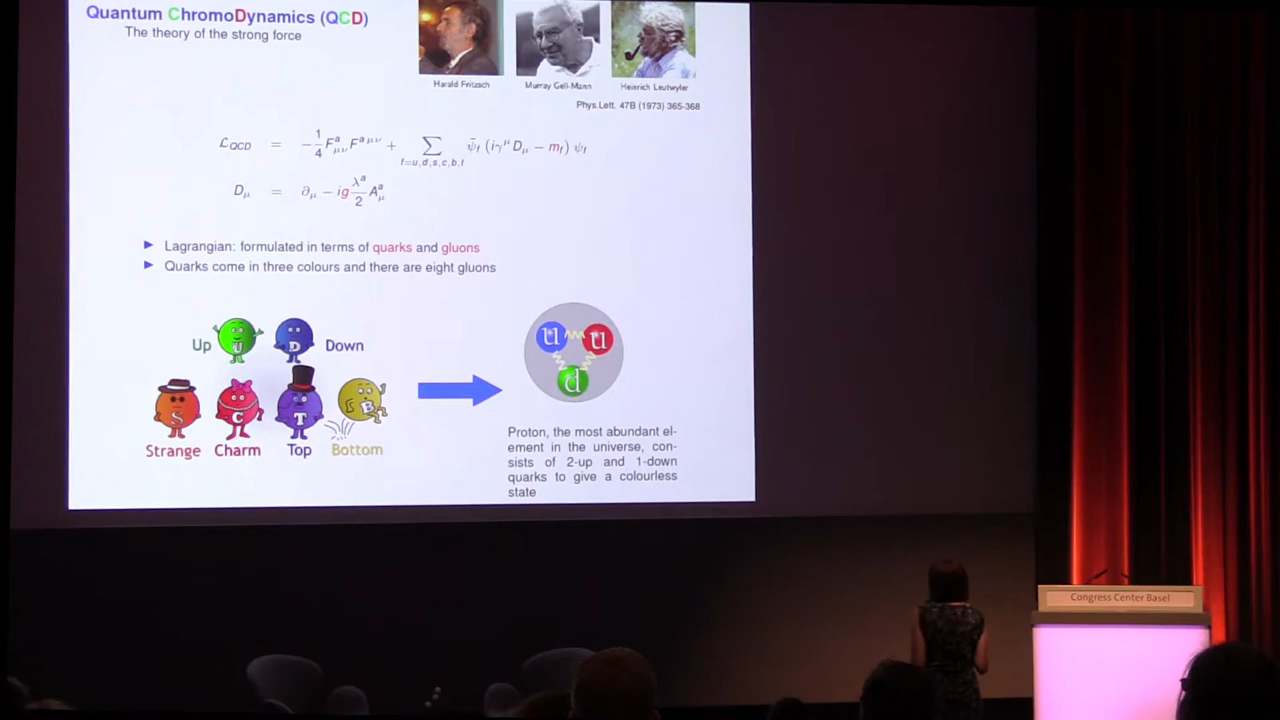 Quantum ChromoDynamics (QCD)
The theory of the strong force
Harald Fritzsch
Murray Gell-Mann
Heinrich Leutwyler
Phys.Lett. 47B (1973) 365-368
ℒ_QCD = −1/4 F^a_μν F^a μν + ∑_{f=u,d,s,c,b,t} ψ̄_f (iγ^μ D_μ − m_f) ψ_f
D_μ = ∂_μ − ig λ^a/2 A^a_μ
Lagrangian: formulated in terms of quarks and gluons
Quarks come in three colours and there are eight gluons
Up
U
D
Down
S
C
T
B
Strange
Charm
Top
Bottom
u
u
d
Proton, the most abundant el-
ement in the universe, con-
sists of 2-up and 1-down
quarks to give a colourless
state
Congress Center Basel